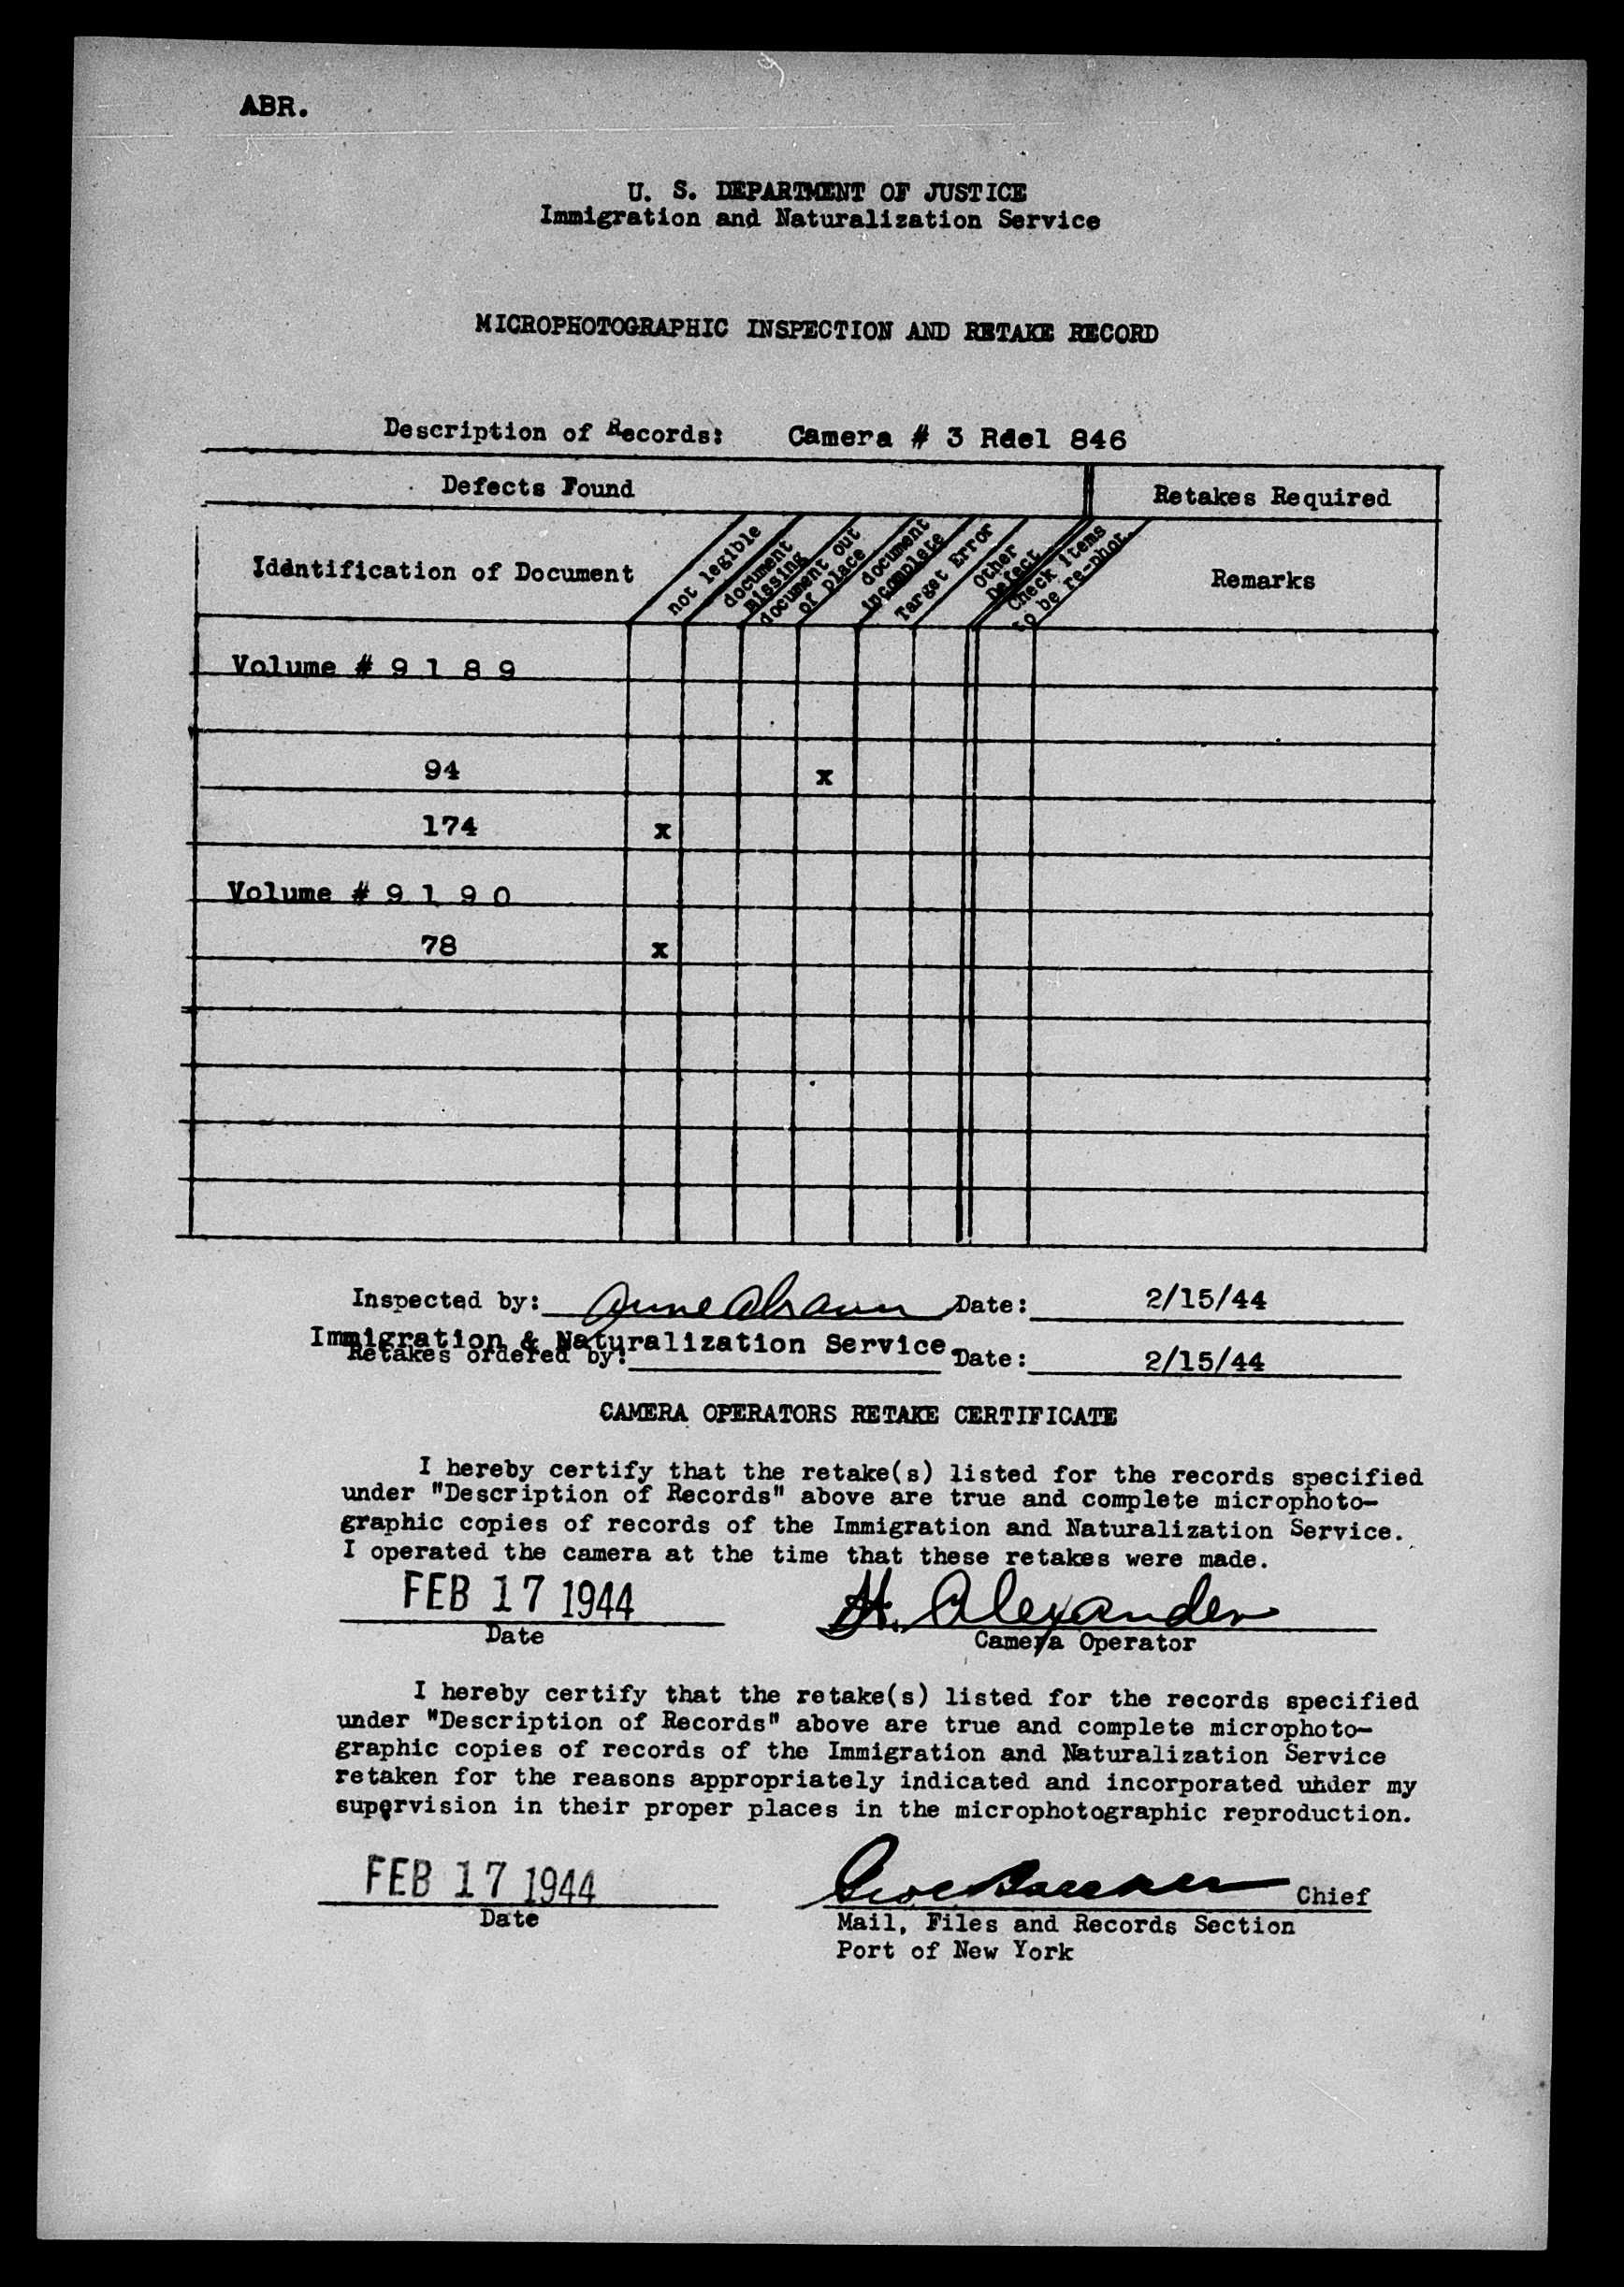 ABR.
U. S. DEPARTMENT OF JUSTICE
Immigration and Naturalization Service
MICROPHOTOGRAPHIC INSPECTION AND RETAKE RECORD
Description of Records: Camera # 3 Rdel 846
Defects Found
Retakes Required
Identification of Document
not legible
document
missing
document out
of place
document
incomplete
Target Error
Other
Defect
Check items
to be re-phot.
Remarks
Volume # 9 1 8 9
94 x
174 x
Volume # 9 1 9 0
78 x
Inspected by: Date: 2/15/44
Immigration & Naturalization Service.
Retakes ordered by: Date: 2/15/44
CAMERA OPERATORS RETAKE CERTIFICATE
I hereby certify that the retake(s) listed for the records specified
under "Description of Records" above are true and complete microphoto-
graphic copies of records of the Immigration and Naturalization Service.
I operated the camera at the time that these retakes were made.
FEB 17 1944 H. Alexander
Date Camera Operator
I hereby certify that the retake(s) listed for the records specified
under "Description of Records" above are true and complete microphoto-
graphic copies of records of the Immigration and Naturalization Service
retaken for the reasons appropriately indicated and incorporated under my
supervision in their proper places in the microphotographic reproduction.
FEB 17 1944 Chief
Date
Mail, Files and Records Section
Port of New York